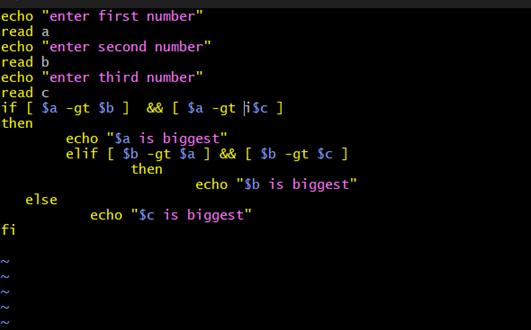 echo "enter first number"
read a
echo "enter second number"
read b
echo "enter third number"
read c
if [ $a -gt $b ]  && [ $a -gt i$c ]
then
        echo "$a is biggest"
        elif [ $b -gt $a ] && [ $b -gt $c ]
                then
                        echo "$b is biggest"
   else
           echo "$c is biggest"
fi
~
~
~
~
~